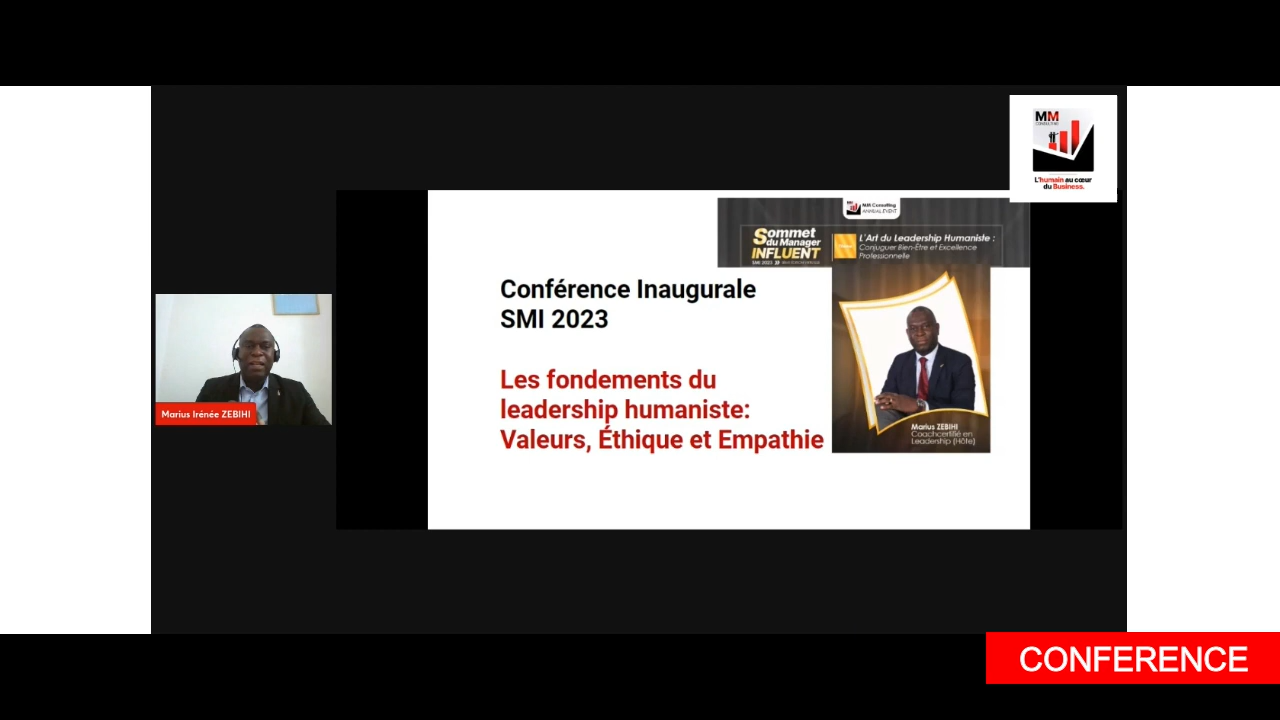 MM
L'humain au cœur
du Business.
MM Consulting
ANNUAL EVENT
Sommet
du Manager
INFLUENT
L'Art du Leadership Humaniste :
Conjuguer Bien-Être et Excellence
Professionnelle
Conférence Inaugurale
SMI 2023
Les fondements du
leadership humaniste:
Valeurs, Éthique et Empathie
Marius ZEBIHI
Coachcertifié en
Leadership (Hôte)
Marius Irénée ZEBIHI
CONFERENCE